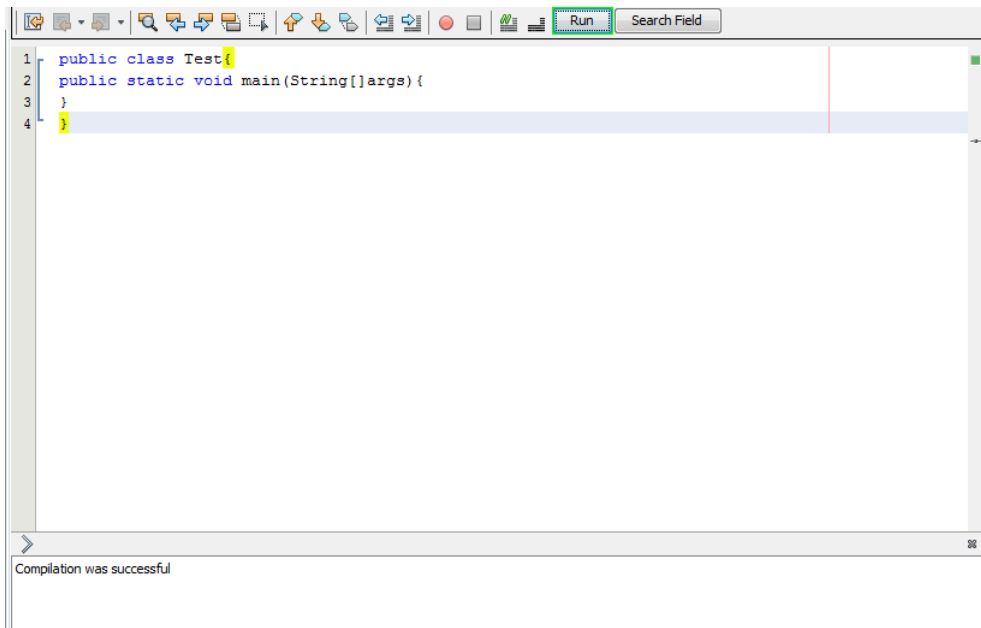 Run Search Field
1 public class Test{
2 public static void main(String[]args){
3 }
4 }
Compilation was successful